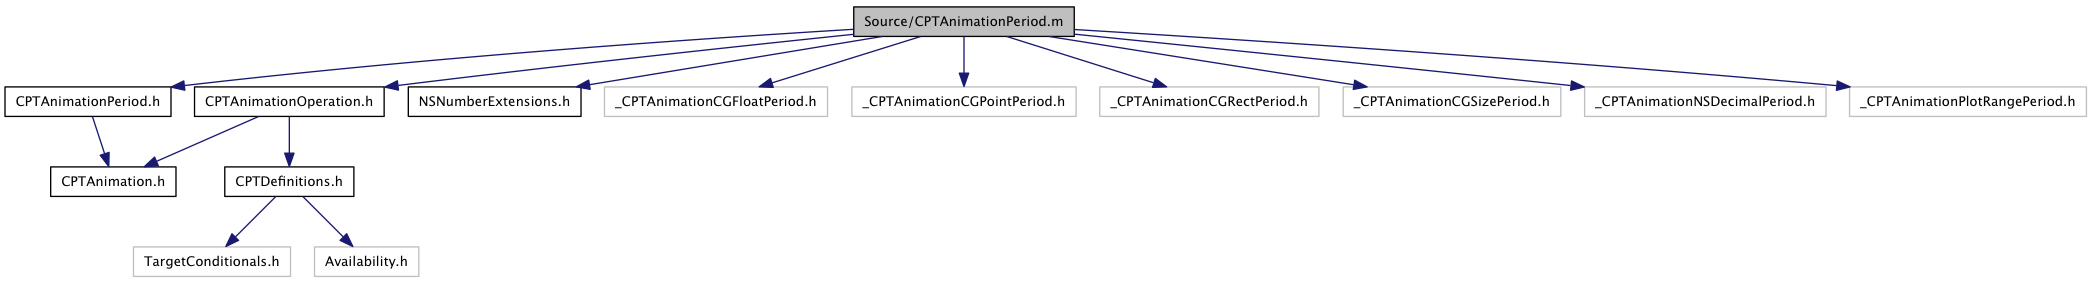 Source/CPTAnimationPeriod.m
CPTAnimationPeriod.h
CPTAnimationOperation.h
NSNumberExtensions.h
_CPTAnimationCGFloatPeriod.h
_CPTAnimationCGPointPeriod.h
_CPTAnimationCGRectPeriod.h
_CPTAnimationCGSizePeriod.h
_CPTAnimationNSDecimalPeriod.h
_CPTAnimationPlotRangePeriod.h
CPTAnimation.h
CPTDefinitions.h
TargetConditionals.h
Availability.h